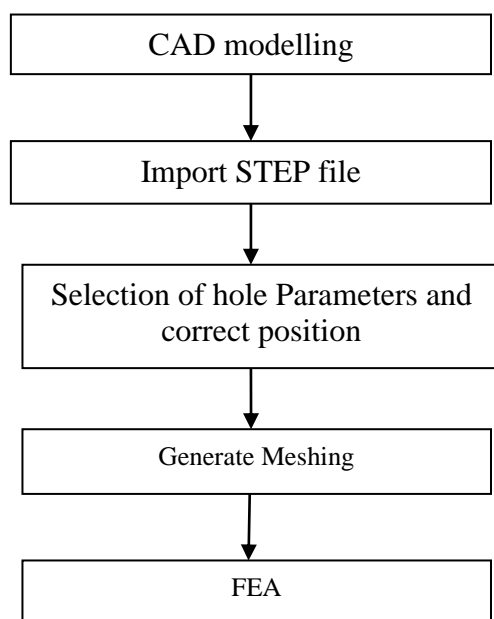 CAD modelling
Import STEP file
Selection of hole Parameters and
correct position
Generate Meshing
FEA